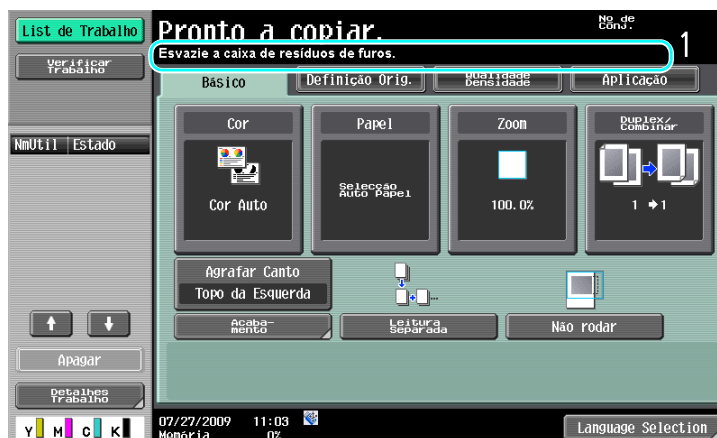 List de Trabalho
Verificar
Trabalho
NmUtil Estado
Apagar
Detalhes
Trabalho
Y M C K
Pronto a copiar.
Nº de
Conj.
1
Esvazie a caixa de resíduos de furos.
Básico
Definição Orig.
Qualidade
Densidade
Aplicação
Cor
Cor Auto
Papel
Selecção
Auto Papel
Zoom
100.0%
Duplex/
Combinar
1 → 1
Agrafar Canto
Topo da Esquerda
Acaba-
mento
Leitura
Separada
Não rodar
07/27/2009 11:03
Memória 0%
Language Selection